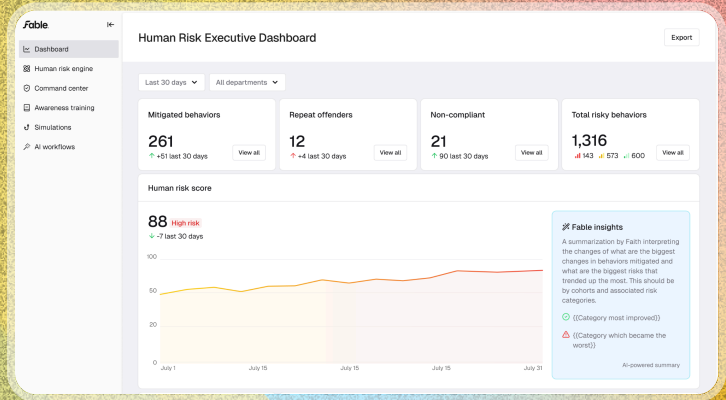 Fable
Dashboard
Human risk engine
Command center
Awareness training
Simulations
AI workflows
Human Risk Executive Dashboard
Export
Last 30 days
All departments
Mitigated behaviors
261
+51 last 30 days
View all
Repeat offenders
12
+4 last 30 days
View all
Non-compliant
21
90 last 30 days
View all
Total risky behaviors
1,316
143 573 600
View all
Human risk score
88 High risk
-7 last 30 days
100
50
20
0
July 1
July 15
July 15
July 15
July 31
Fable insights
A summarization by Faith interpreting
the changes of what are the biggest
changes in behaviors mitigated and
what are the biggest risks that
trended up the most. This should be
by cohorts and associated risk
categories.
{{Category most improved}}
{{Category which became the
worst}}
AI-powered summary